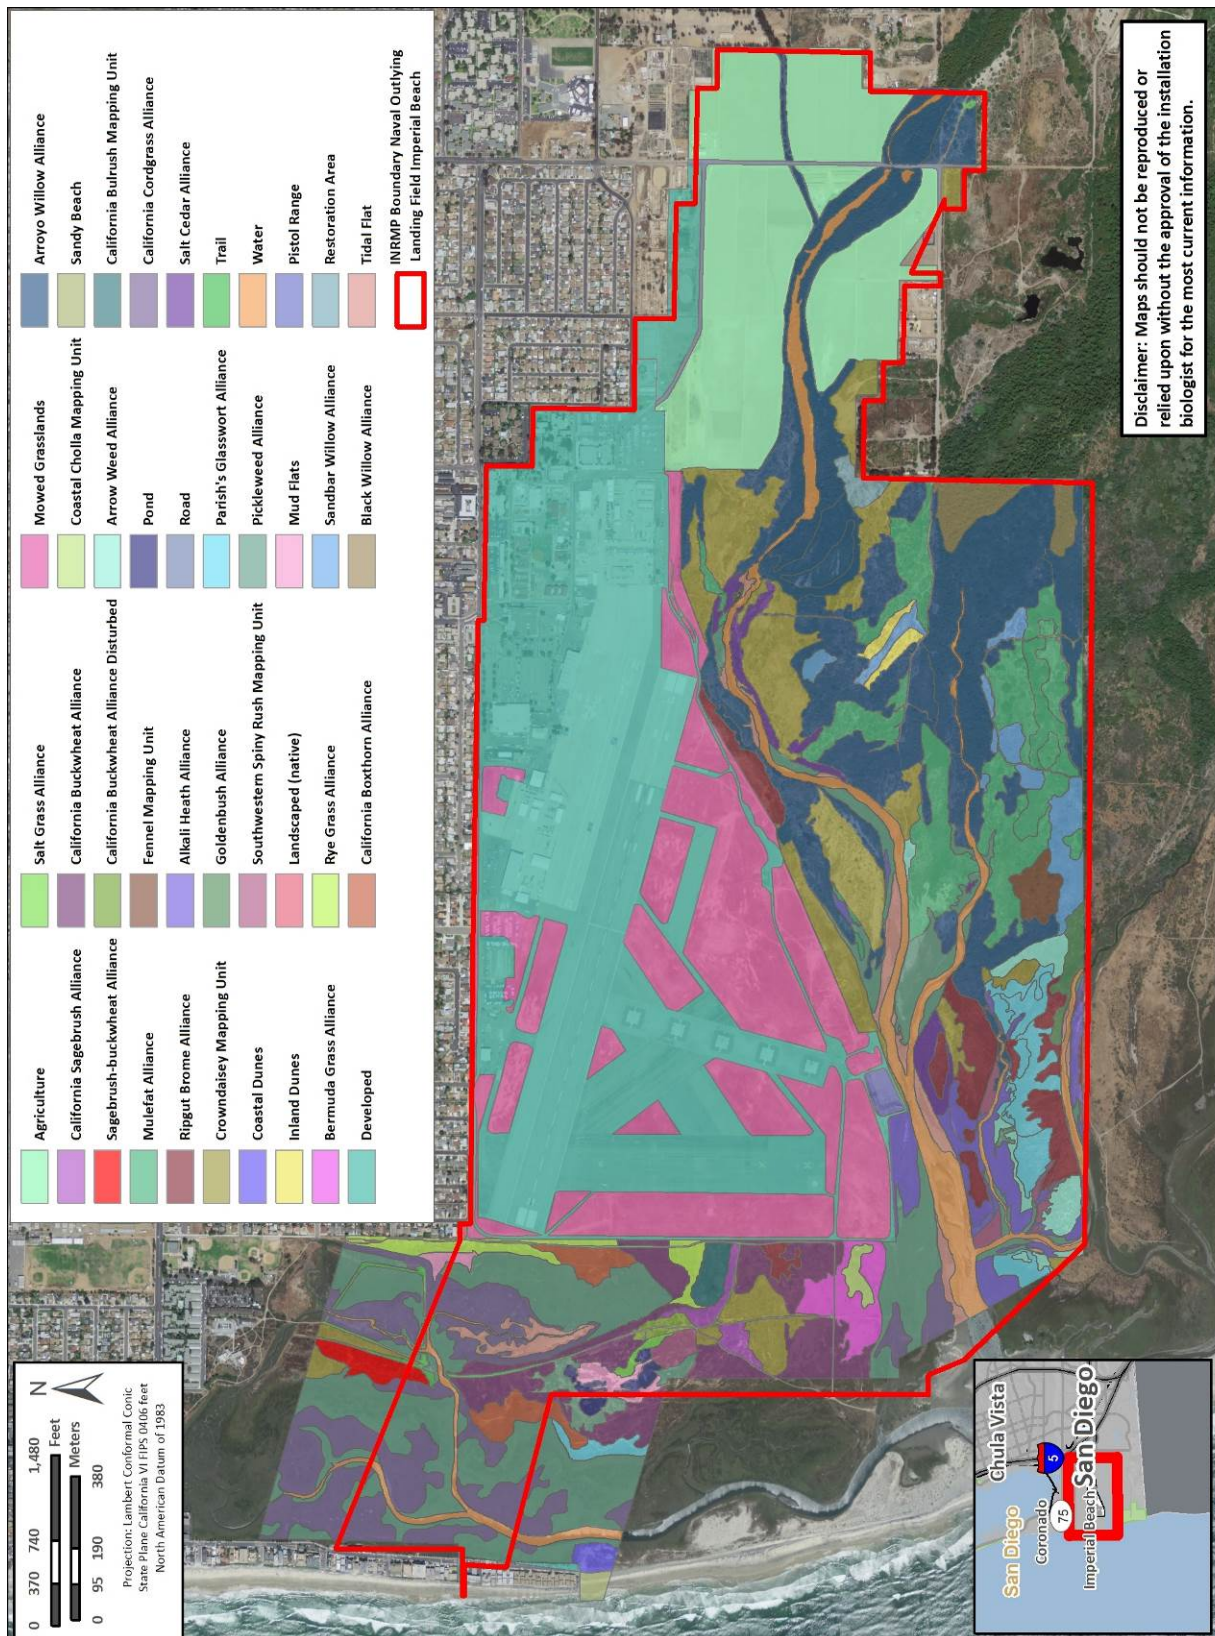 0 370 740 1,480
Feet
Meters
0 95 190 380
N
Projection: Lambert Conformal Conic
State Plane California VI FIPS 0406 feet
North American Datum of 1983
Agriculture
California Sagebrush Alliance
Sagebrush-buckwheat Alliance
Mulefat Alliance
Ripgut Brome Alliance
Crowndaisey Mapping Unit
Coastal Dunes
Inland Dunes
Bermuda Grass Alliance
Developed
Salt Grass Alliance
California Buckwheat Alliance
California Buckwheat Alliance Disturbed
Fennel Mapping Unit
Alkali Heath Alliance
Goldenbush Alliance
Southwestern Spiny Rush Mapping Unit
Landscaped (native)
Rye Grass Alliance
California Boxthorn Alliance
Mowed Grasslands
Coastal Cholla Mapping Unit
Arrow Weed Alliance
Pond
Road
Parish's Glasswort Alliance
Pickleweed Alliance
Mud Flats
Sandbar Willow Alliance
Black Willow Alliance
Arroyo Willow Alliance
Sandy Beach
California Bulrush Mapping Unit
California Cordgrass Alliance
Salt Cedar Alliance
Trail
Water
Pistol Range
Restoration Area
Tidal Flat
INRMP Boundary Naval Outlying
Landing Field Imperial Beach
San Diego
Coronado
Chula Vista
75
5
Imperial Beach
San Diego
Disclaimer: Maps should not be reproduced or
relied upon without the approval of the installation
biologist for the most current information.